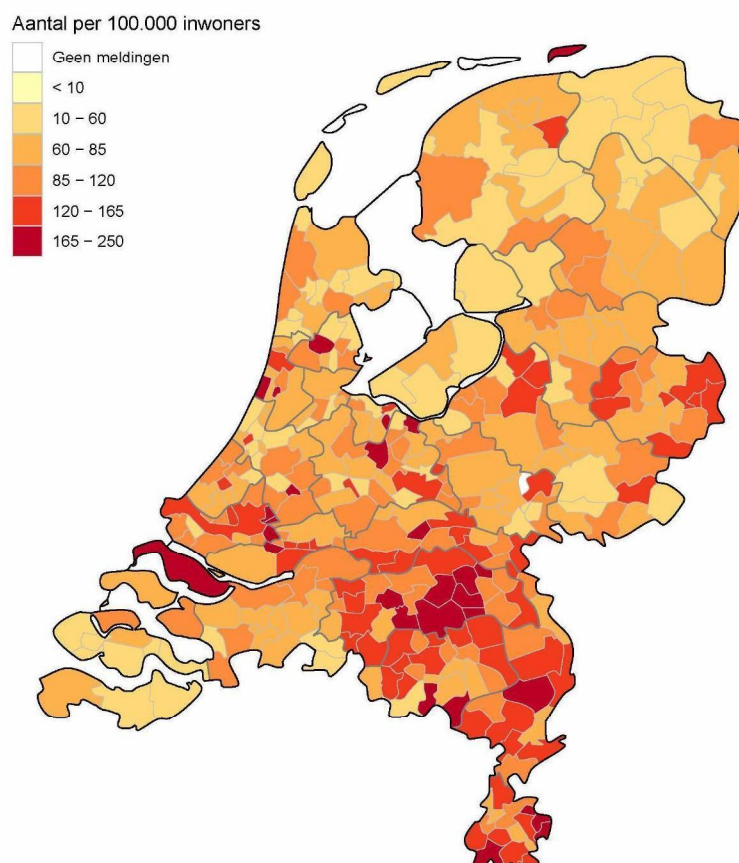 Aantal per 100.000 inwoners
Geen meldingen
< 10
10 – 60
60 – 85
85 – 120
120 – 165
165 – 250